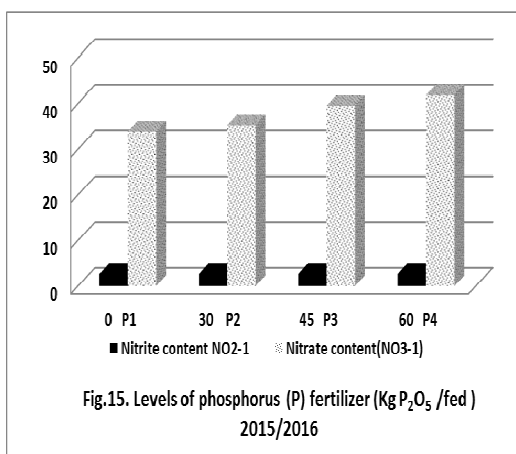 50
40
30
20
10
0
0 P1 30 P2 45 P3 60 P4
Nitrite content NO2-1 Nitrate content(NO3-1)
Fig.15. Levels of phosphorus (P) fertilizer (Kg P₂O₅ /fed )
2015/2016